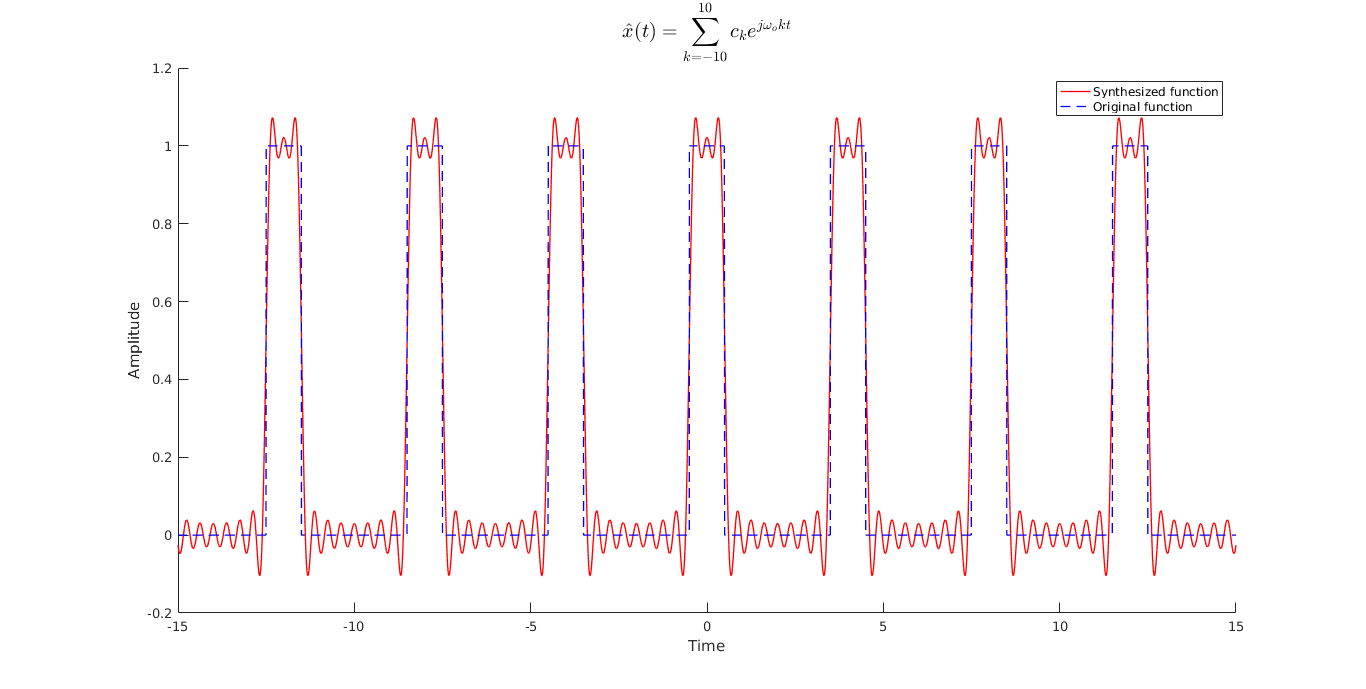 x̂(t) = ∑_{k=-10}^{10} c_k e^{jω_o kt}
1.2
Synthesized function
Original function
1
0.8
0.6
0.4
0.2
0
-0.2
Amplitude
-15 -10 -5 0 5 10 15
Time